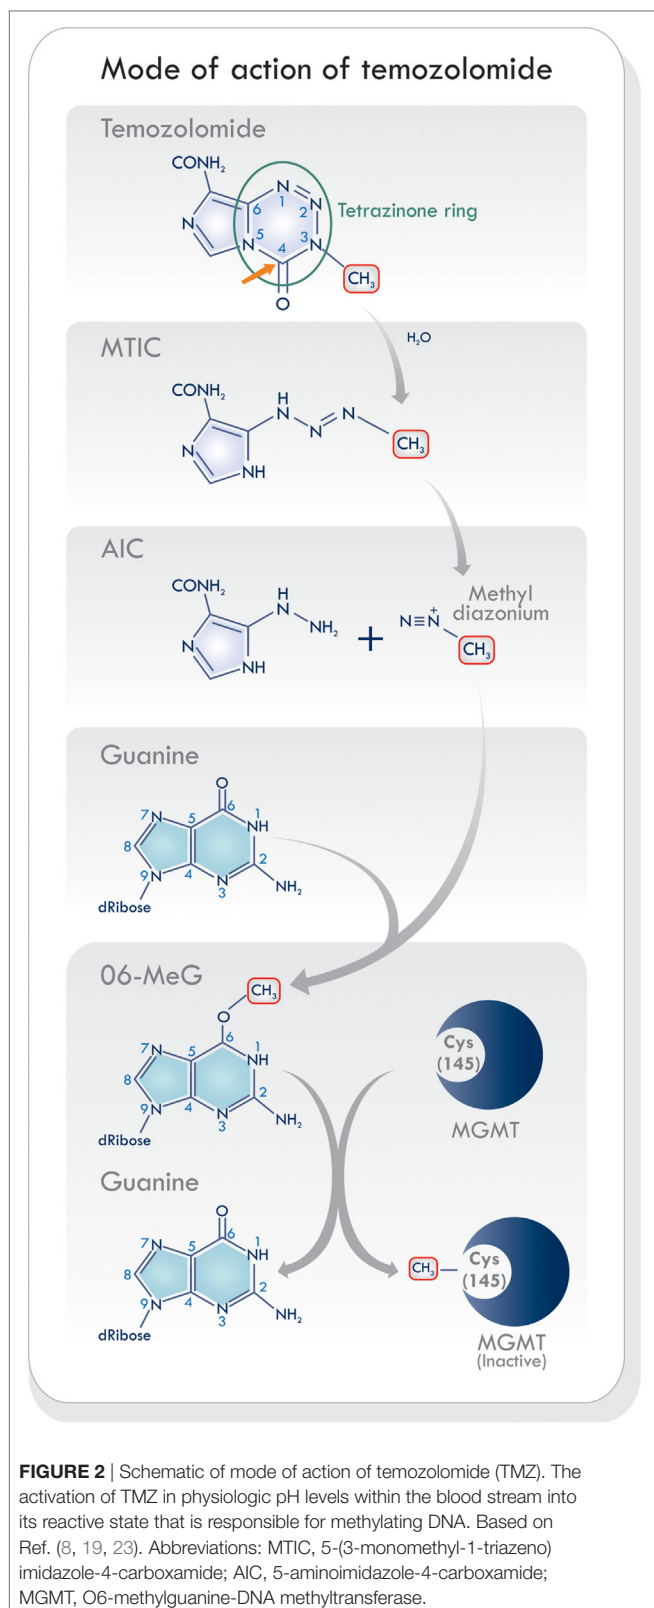 Mode of action of temozolomide
Temozolomide
CONH2
N
1
N
2
N
3
4
N
5
6
N
O
Tetrazinone ring
CH3
H2O
MTIC
CONH2
H
N
N
N
CH3
N
NH
AIC
CONH2
H
N
NH2
N
NH
+
Methyl
diazonium
N≡N+
CH3
Guanine
O
6
1
NH
7
N
5
8
2
9
N
4
N
3
NH2
dRibose
06-MeG
CH3
O
6
1
NH
7
N
5
8
2
9
N
4
N
3
NH2
dRibose
Cys
(145)
MGMT
Guanine
O
6
1
NH
7
N
5
8
2
9
N
4
N
3
NH2
dRibose
CH3
Cys
(145)
MGMT
(Inactive)
FIGURE 2 | Schematic of mode of action of temozolomide (TMZ). The
activation of TMZ in physiologic pH levels within the blood stream into
its reactive state that is responsible for methylating DNA. Based on
Ref. (8, 19, 23). Abbreviations: MTIC, 5-(3-monomethyl-1-triazeno)
imidazole-4-carboxamide; AIC, 5-aminoimidazole-4-carboxamide;
MGMT, O6-methylguanine-DNA methyltransferase.